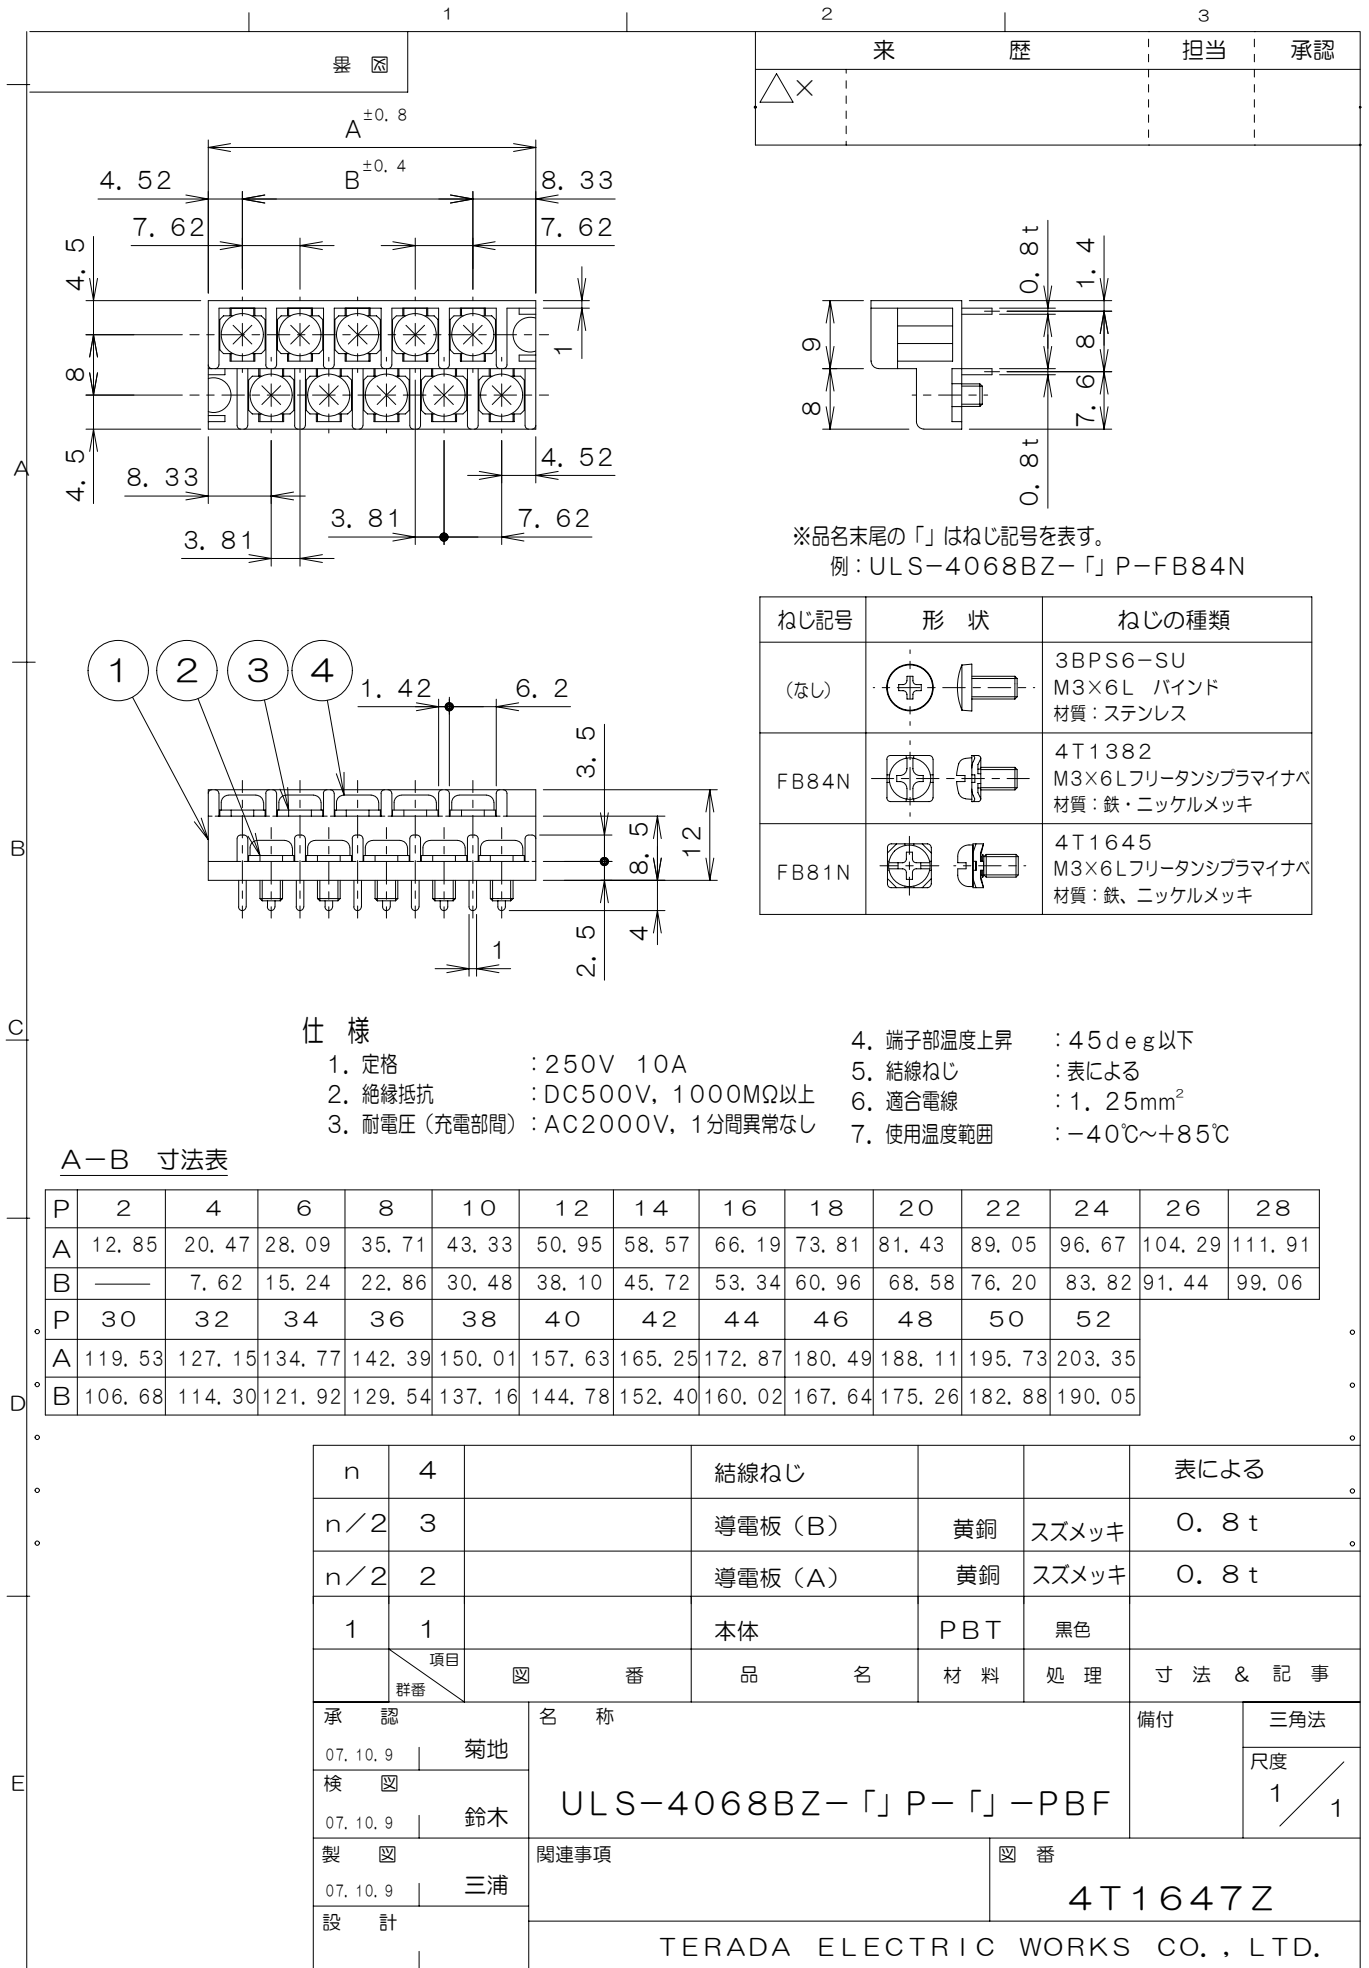 1 2 3
図番
来 歴 担当 承認
△×
A±0.8
B±0.4
4.52 8.33
7.62 7.62
4.5
8
4.5
1
8.33 4.52
3.81 7.62
3.81
0.8t
1.4
9
8
8
7.6
0.8t
A
※品名末尾の「」はねじ記号を表す。
例：ULS-4068BZ-「」P-FB84N
ねじ記号 形 状 ねじの種類
(なし) 3BPS6-SU
M3×6L バインド
材質：ステンレス
FB84N 4T1382
M3×6Lフリータンシプラマイナベ
材質：鉄・ニッケルメッキ
FB81N 4T1645
M3×6Lフリータンシプラマイナベ
材質：鉄、ニッケルメッキ
1 2 3 4
1.42 6.2
3.5
8.5
12
2.5
4
1
B
C
仕 様
1. 定格 ：250V 10A
2. 絶縁抵抗 ：DC500V, 1000MΩ以上
3. 耐電圧（充電部間）：AC2000V, 1分間異常なし
4. 端子部温度上昇 ：45deg以下
5. 結線ねじ ：表による
6. 適合電線 ：1.25mm²
7. 使用温度範囲 ：-40℃~+85℃
A-B 寸法表
P 2 4 6 8 10 12 14 16 18 20 22 24 26 28
A 12.85 20.47 28.09 35.71 43.33 50.95 58.57 66.19 73.81 81.43 89.05 96.67 104.29 111.91
B —— 7.62 15.24 22.86 30.48 38.10 45.72 53.34 60.96 68.58 76.20 83.82 91.44 99.06
P 30 32 34 36 38 40 42 44 46 48 50 52
A 119.53 127.15 134.77 142.39 150.01 157.63 165.25 172.87 180.49 188.11 195.73 203.35
B 106.68 114.30 121.92 129.54 137.16 144.78 152.40 160.02 167.64 175.26 182.88 190.05
D
n 4 結線ねじ 表による
n/2 3 導電板（B） 黄銅 スズメッキ 0.8t
n/2 2 導電板（A） 黄銅 スズメッキ 0.8t
1 1 本体 PBT 黒色
項目
群番 図 番 品 名 材 料 処 理 寸 法 & 記 事
E
承 認
07.10.9 菊地
検 図
07.10.9 鈴木
製 図
07.10.9 三浦
設 計
名 称
ULS-4068BZ-「」P-「」-PBF
備付 三角法
尺度
1/1
関連事項
図 番
4T1647Z
TERADA ELECTRIC WORKS CO., LTD.